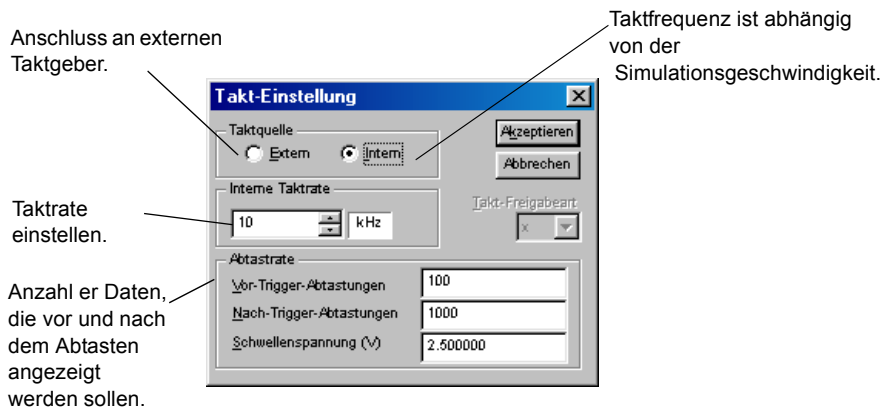 Anschluss an externen
Taktgeber.
Taktfrequenz ist abhängig
von der
Simulationsgeschwindigkeit.
Takt-Einstellung
Taktquelle
Extern
Intern
Akzeptieren
Abbrechen
Interne Taktrate
10
kHz
Takt-Freigabeart
x
Taktrate
einstellen.
Abtastrate
Vor-Trigger-Abtastungen
100
Nach-Trigger-Abtastungen
1000
Schwellenspannung (V)
2.500000
Anzahl er Daten,
die vor und nach
dem Abtasten
angezeigt
werden sollen.